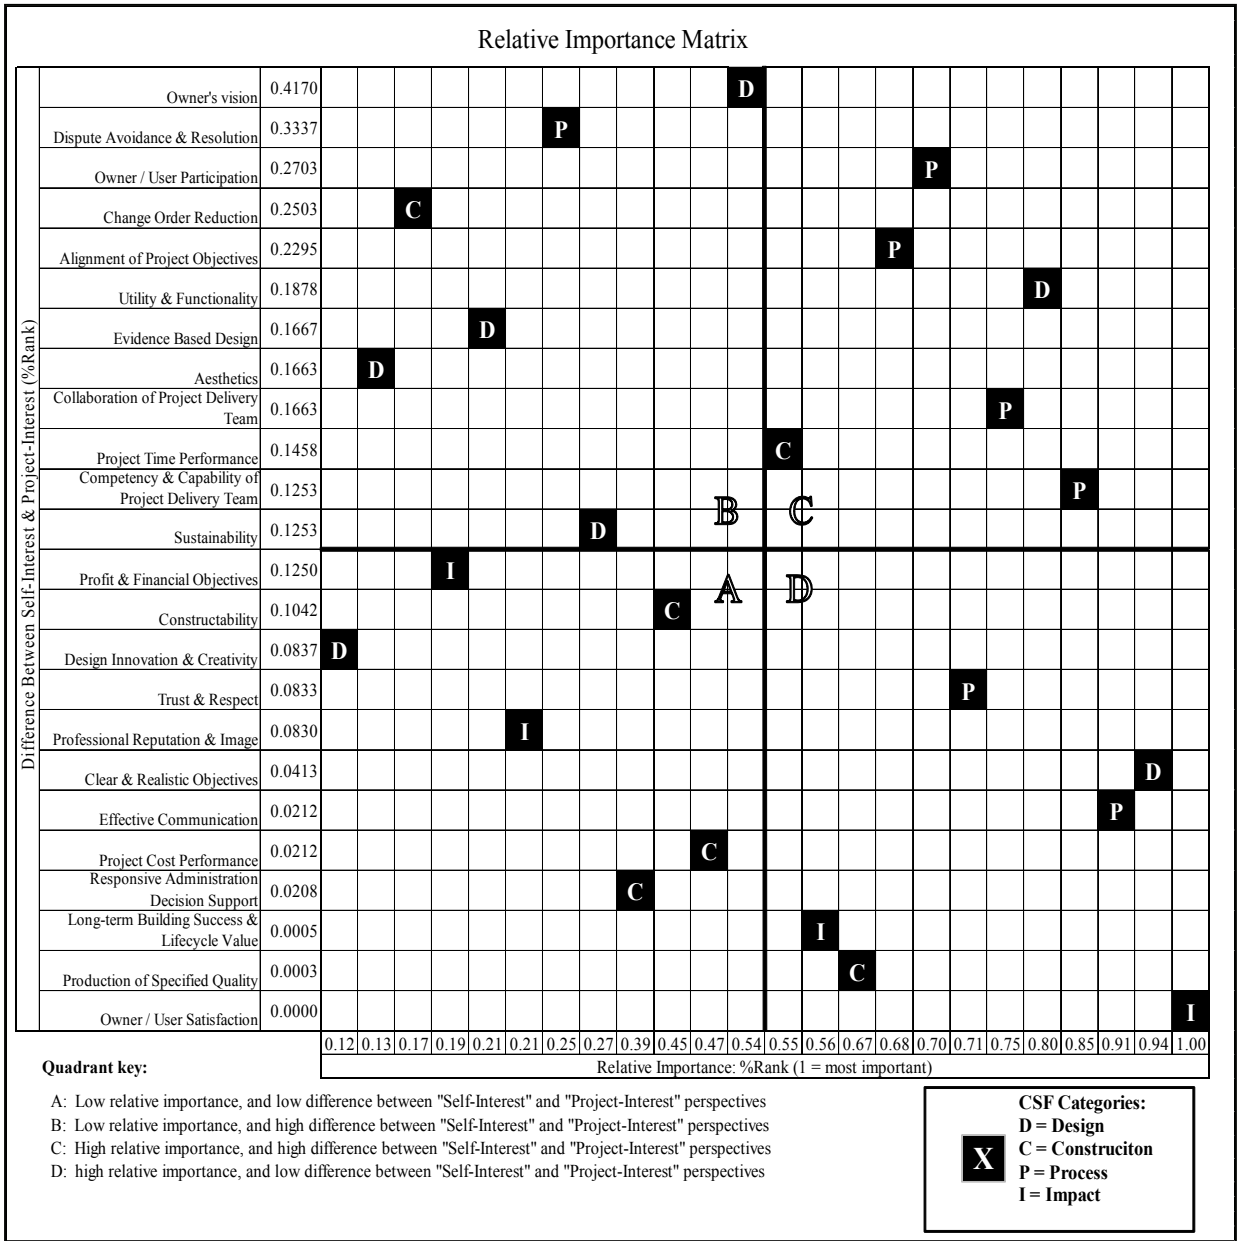 Relative Importance Matrix
Difference Between Self-Interest & Project-Interest (%Rank)
Owner's vision 0.4170 D
Dispute Avoidance & Resolution 0.3337 P
Owner / User Participation 0.2703 P
Change Order Reduction 0.2503 C
Alignment of Project Objectives 0.2295 P
Utility & Functionality 0.1878 D
Evidence Based Design 0.1667 D
Aesthetics 0.1663 D
Collaboration of Project Delivery
Team 0.1663 P
Project Time Performance 0.1458 C
Competency & Capability of
Project Delivery Team 0.1253 P
B C
Sustainability 0.1253 D
Profit & Financial Objectives 0.1250 I
A D
Constructability 0.1042 C
Design Innovation & Creativity 0.0837 D
Trust & Respect 0.0833 P
Professional Reputation & Image 0.0830 I
Clear & Realistic Objectives 0.0413 D
Effective Communication 0.0212 P
Project Cost Performance 0.0212 C
Responsive Administration
Decision Support 0.0208 C
Long-term Building Success &
Lifecycle Value 0.0005 I
Production of Specified Quality 0.0003 C
Owner / User Satisfaction 0.0000 I
0.12 0.13 0.17 0.19 0.21 0.21 0.25 0.27 0.39 0.45 0.47 0.54 0.55 0.56 0.67 0.68 0.70 0.71 0.75 0.80 0.85 0.91 0.94 1.00
Relative Importance: %Rank (1 = most important)
Quadrant key:
A: Low relative importance, and low difference between "Self-Interest" and "Project-Interest" perspectives
B: Low relative importance, and high difference between "Self-Interest" and "Project-Interest" perspectives
C: High relative importance, and high difference between "Self-Interest" and "Project-Interest" perspectives
D: high relative importance, and low difference between "Self-Interest" and "Project-Interest" perspectives
CSF Categories:
D = Design
C = Construciton
X
P = Process
I = Impact